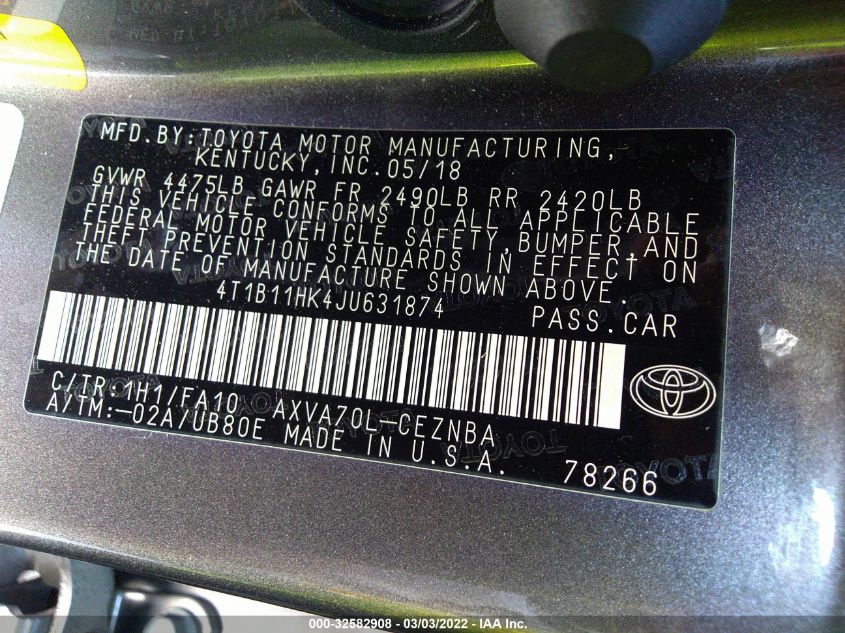 MFD.BY:TOYOTA MOTOR MANUFACTURING,
KENTUCKY,INC.05/18
GVWR 4475LB GAWR FR 2490LB RR 2420LB
THIS VEHICLE CONFORMS TO ALL APPLICABLE
FEDERAL MOTOR VEHICLE SAFETY,BUMPER,AND
THEFT PREVENTION STANDARDS IN EFFECT ON
THE DATE OF MANUFACTURE SHOWN ABOVE.
4T1B11HK4JU631874 PASS.CAR
C/TR:1H1/FA10 AXVA70L-CEZNBA
A/TM:-02A/UB80E MADE IN U.S.A. 78266
000-32582908 - 03/03/2022 - IAAI Inc.